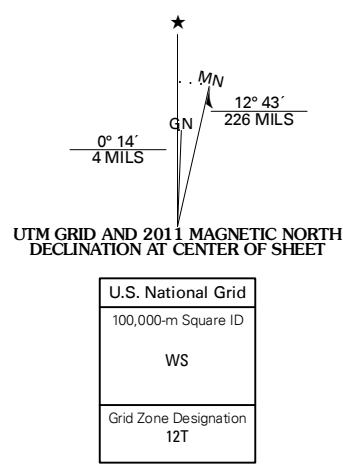 ★
MN
GN
12° 43´
226 MILS
0° 14´
4 MILS
UTM GRID AND 2011 MAGNETIC NORTH
DECLINATION AT CENTER OF SHEET
U.S. National Grid
100,000-m Square ID
WS
Grid Zone Designation
12T